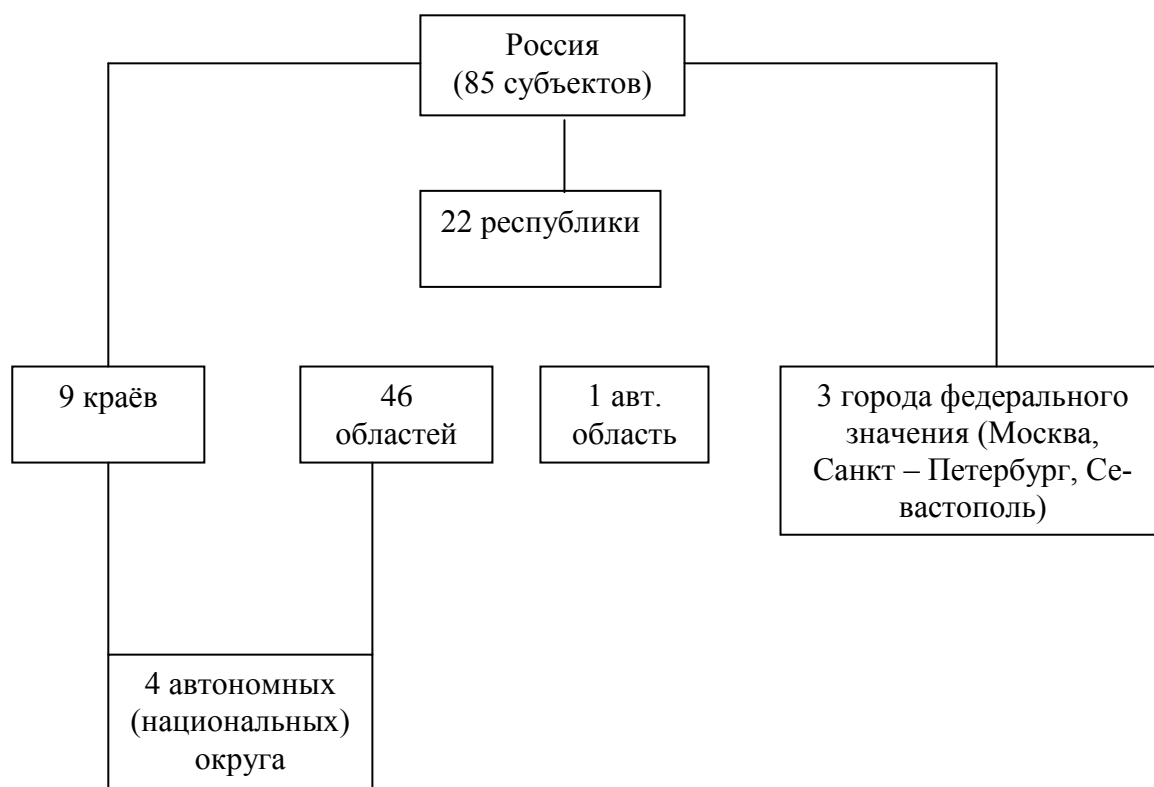 Россия
(85 субъектов)
22 республики
9 краёв
46
областей
1 авт.
область
3 города федерального
значения (Москва,
Санкт – Петербург, Се-
вастополь)
4 автономных
(национальных)
округа